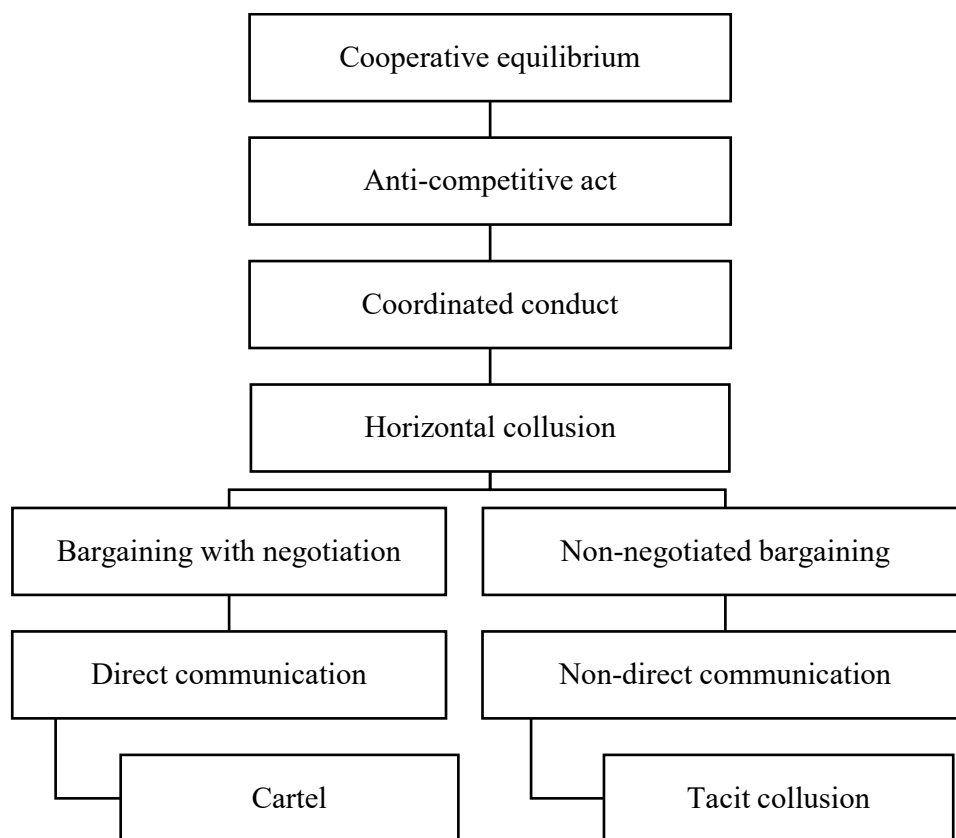 Cooperative equilibrium
Anti-competitive act
Coordinated conduct
Horizontal collusion
Bargaining with negotiation
Non-negotiated bargaining
Direct communication
Non-direct communication
Cartel
Tacit collusion